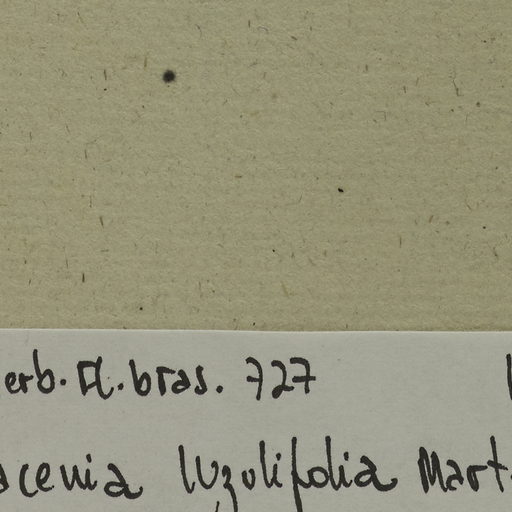 erb. Fl. bras. 727
acenia luzulifolia Mart